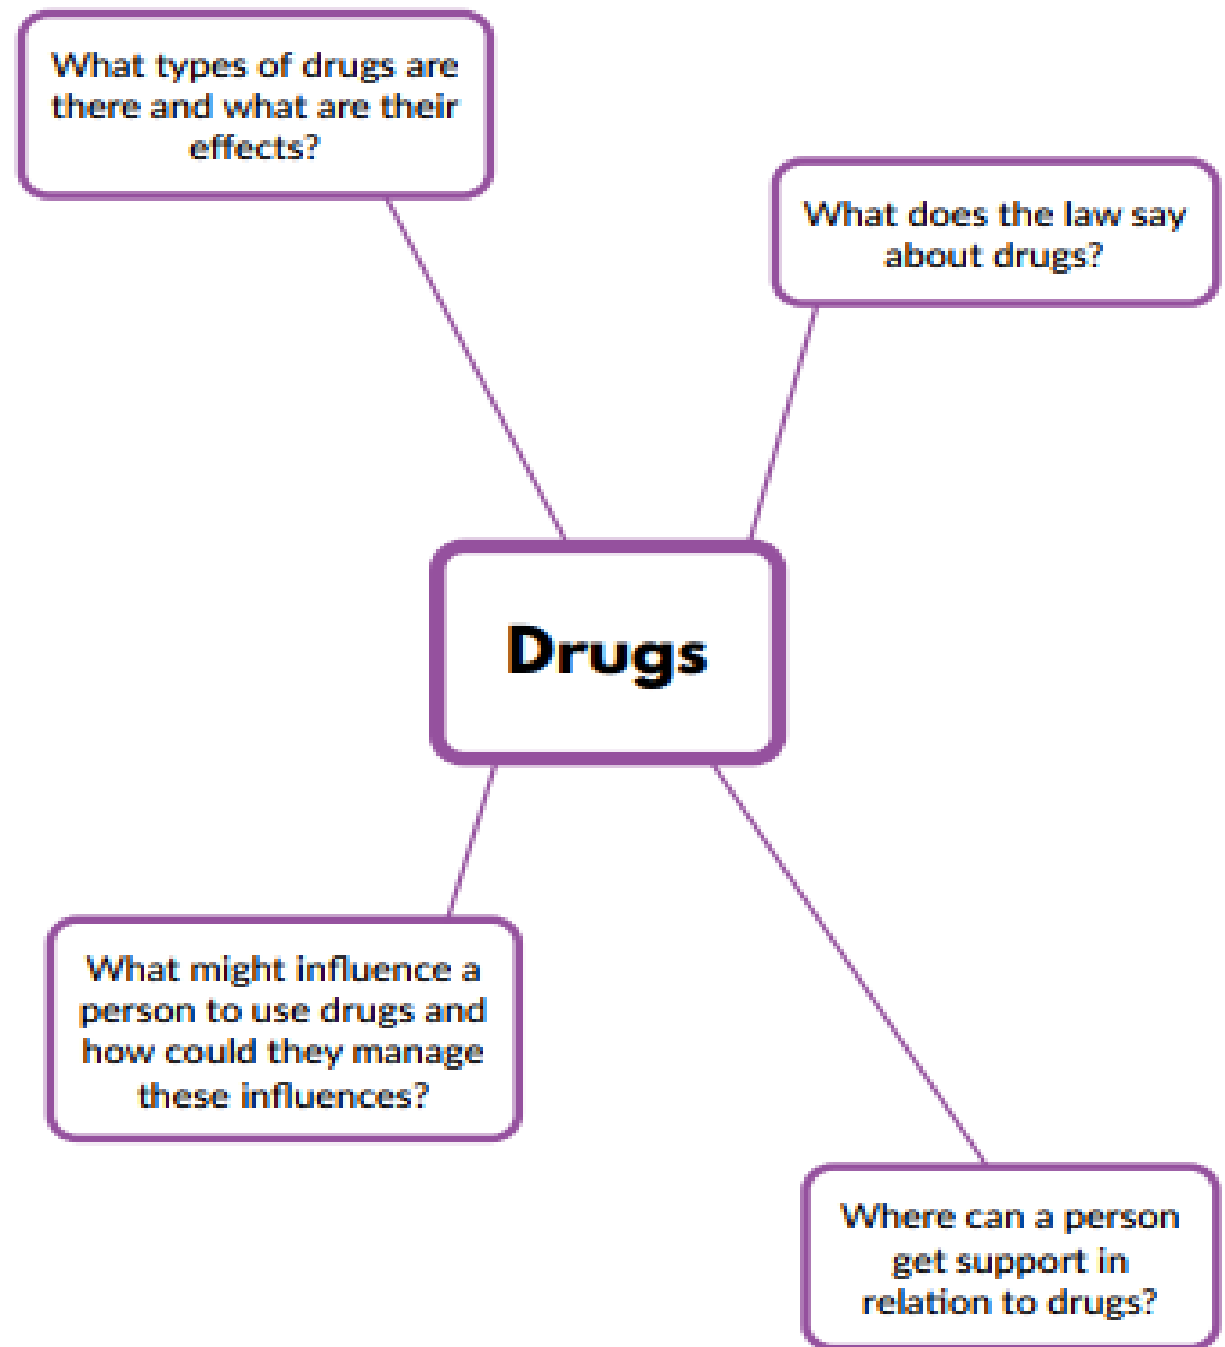 What types of drugs are
there and what are their
effects?
What does the law say
about drugs?
Drugs
What might influence a
person to use drugs and
how could they manage
these influences?
Where can a person
get support in
relation to drugs?